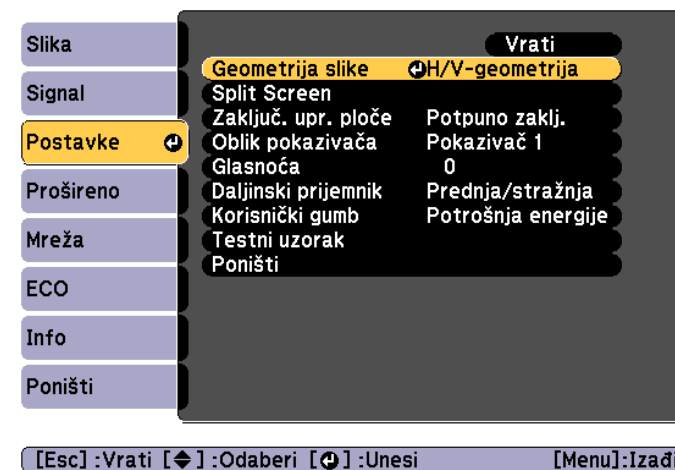 Slika
Signal
Postavke
Prošireno
Mreža
ECO
Info
Poništi
Vrati
Geometrija slike H/V-geometrija
Split Screen
Zaključ. upr. ploče Potpuno zaklj.
Oblik pokazivača Pokazivač 1
Glasnoća 0
Daljinski prijemnik Prednja/stražnja
Korisnički gumb Potrošnja energije
Testni uzorak
Poništi
[Esc] :Vrati [◆] :Odaberi [⏎] :Unesi [Menu]:Izađi